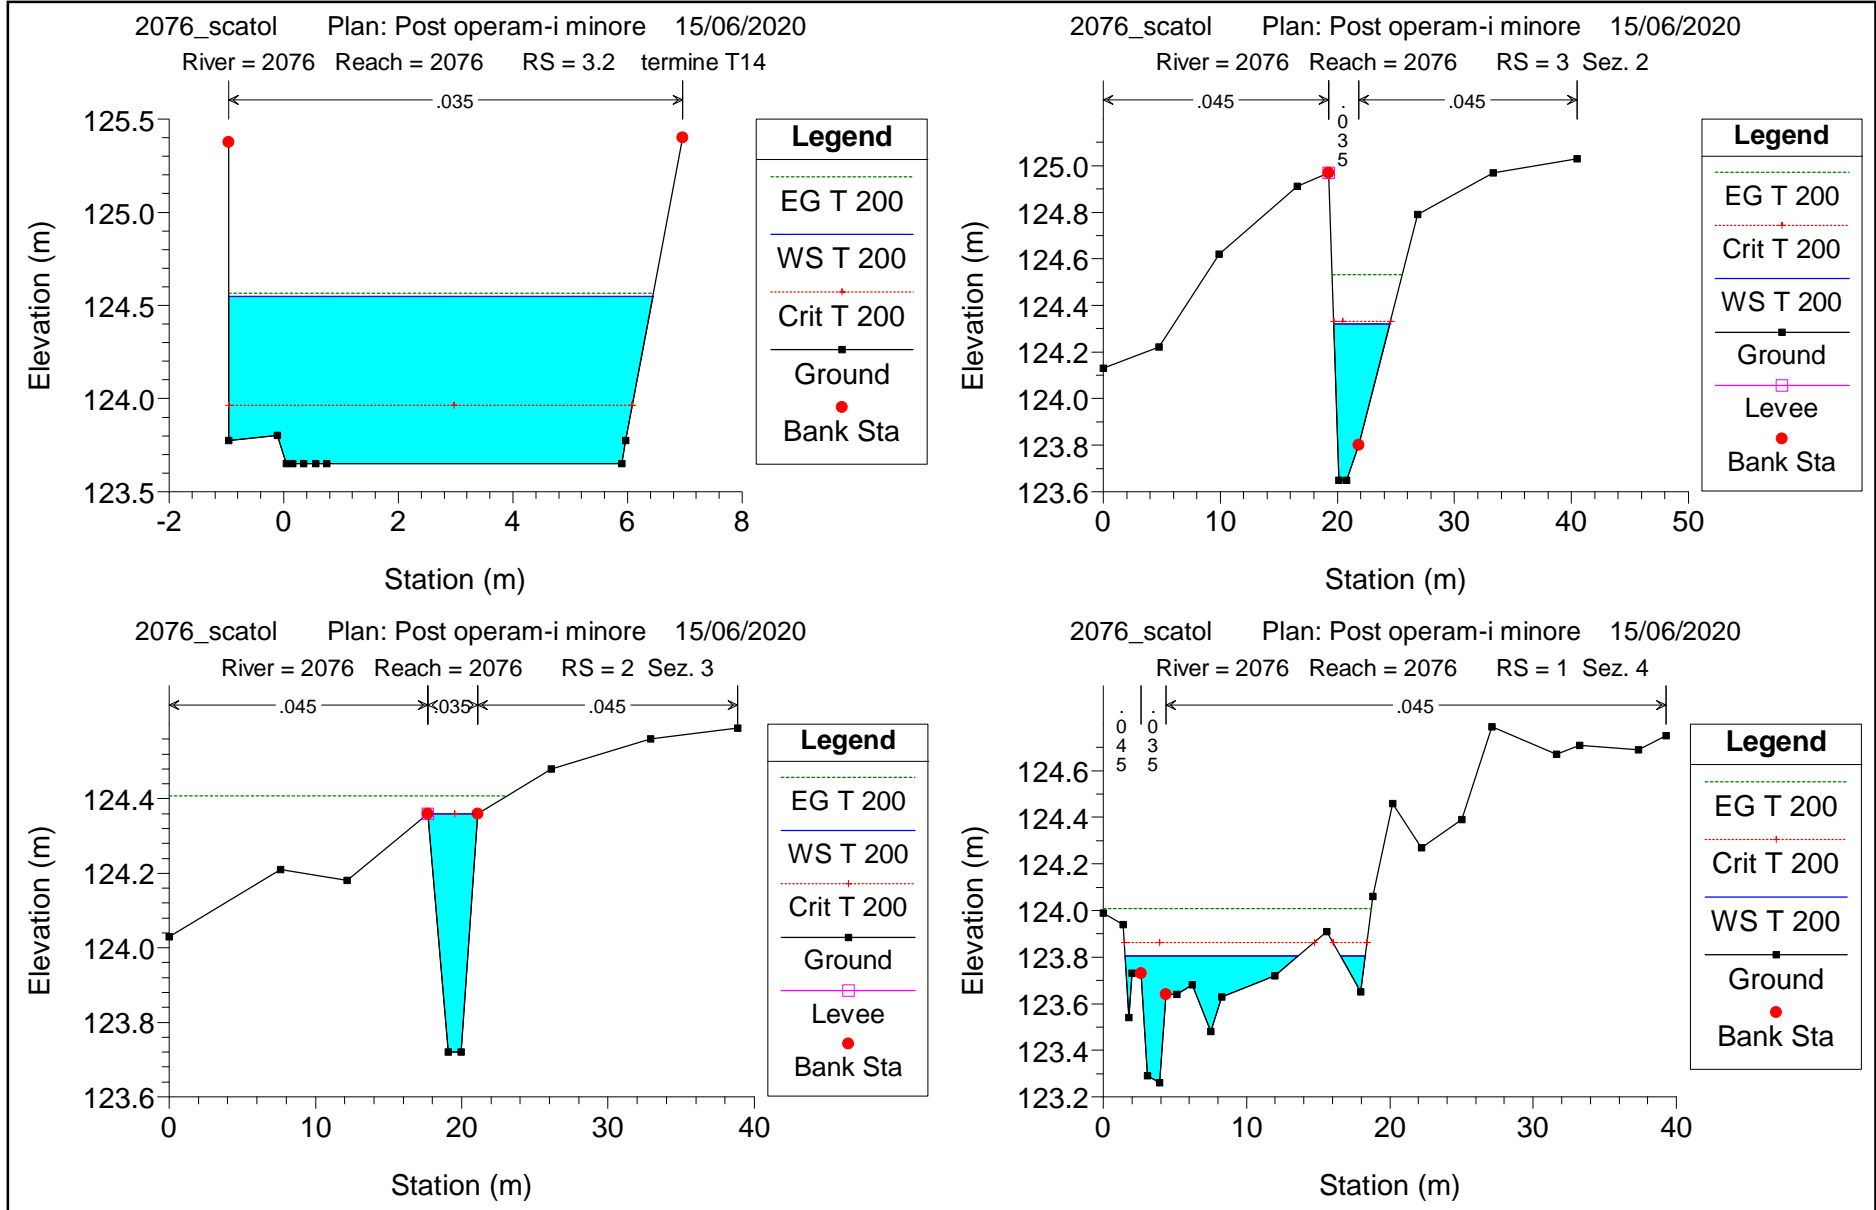 2076_scatol Plan: Post operam-i minore 15/06/2020
River = 2076 Reach = 2076 RS = 3.2 termine T14
.035
125.5
125.0
124.5
124.0
123.5
-2 0 2 4 6 8
Elevation (m)
Station (m)
Legend
EG T 200
WS T 200
Crit T 200
Ground
Bank Sta
2076_scatol Plan: Post operam-i minore 15/06/2020
River = 2076 Reach = 2076 RS = 3 Sez. 2
.045 .035 .045
125.0
124.8
124.6
124.4
124.2
124.0
123.8
123.6
0 10 20 30 40 50
Elevation (m)
Station (m)
Legend
EG T 200
Crit T 200
WS T 200
Ground
Levee
Bank Sta
2076_scatol Plan: Post operam-i minore 15/06/2020
River = 2076 Reach = 2076 RS = 2 Sez. 3
.045 .035 .045
124.4
124.2
124.0
123.8
123.6
0 10 20 30 40
Elevation (m)
Station (m)
Legend
EG T 200
WS T 200
Crit T 200
Ground
Levee
Bank Sta
2076_scatol Plan: Post operam-i minore 15/06/2020
River = 2076 Reach = 2076 RS = 1 Sez. 4
.045 .035 .045
124.6
124.4
124.2
124.0
123.8
123.6
123.4
123.2
0 10 20 30 40
Elevation (m)
Station (m)
Legend
EG T 200
Crit T 200
WS T 200
Ground
Bank Sta